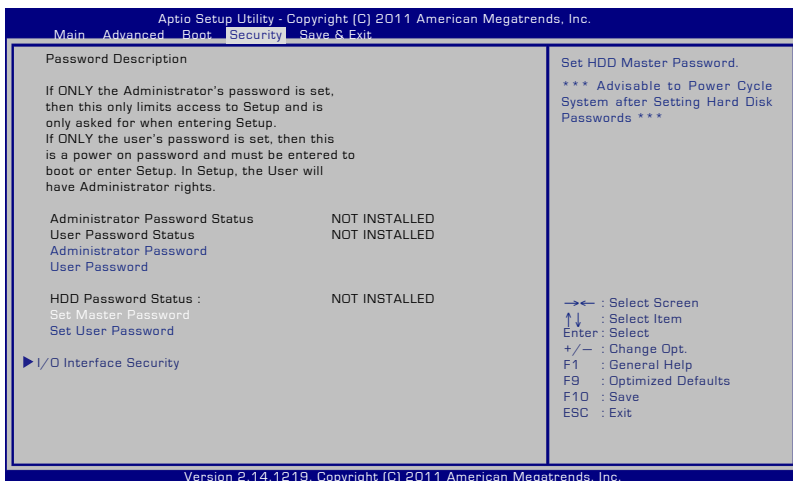 Aptio Setup Utility - Copyright (C) 2011 American Megatrends, Inc.
Main Advanced Boot Security Save & Exit
Password Description
If ONLY the Administrator's password is set,
then this only limits access to Setup and is
only asked for when entering Setup.
If ONLY the user's password is set, then this
is a power on password and must be entered to
boot or enter Setup. In Setup, the User will
have Administrator rights.
Administrator Password Status NOT INSTALLED
User Password Status NOT INSTALLED
Administrator Password
User Password
HDD Password Status : NOT INSTALLED
Set Master Password
Set User Password
▶I/O Interface Security
Set HDD Master Password.
*** Advisable to Power Cycle
System after Setting Hard Disk
Passwords ***
→← : Select Screen
↑↓ : Select Item
Enter : Select
+/— : Change Opt.
F1 : General Help
F9 : Optimized Defaults
F10 : Save
ESC : Exit
Version 2.14.1219. Copyright (C) 2011 American Megatrends, Inc.